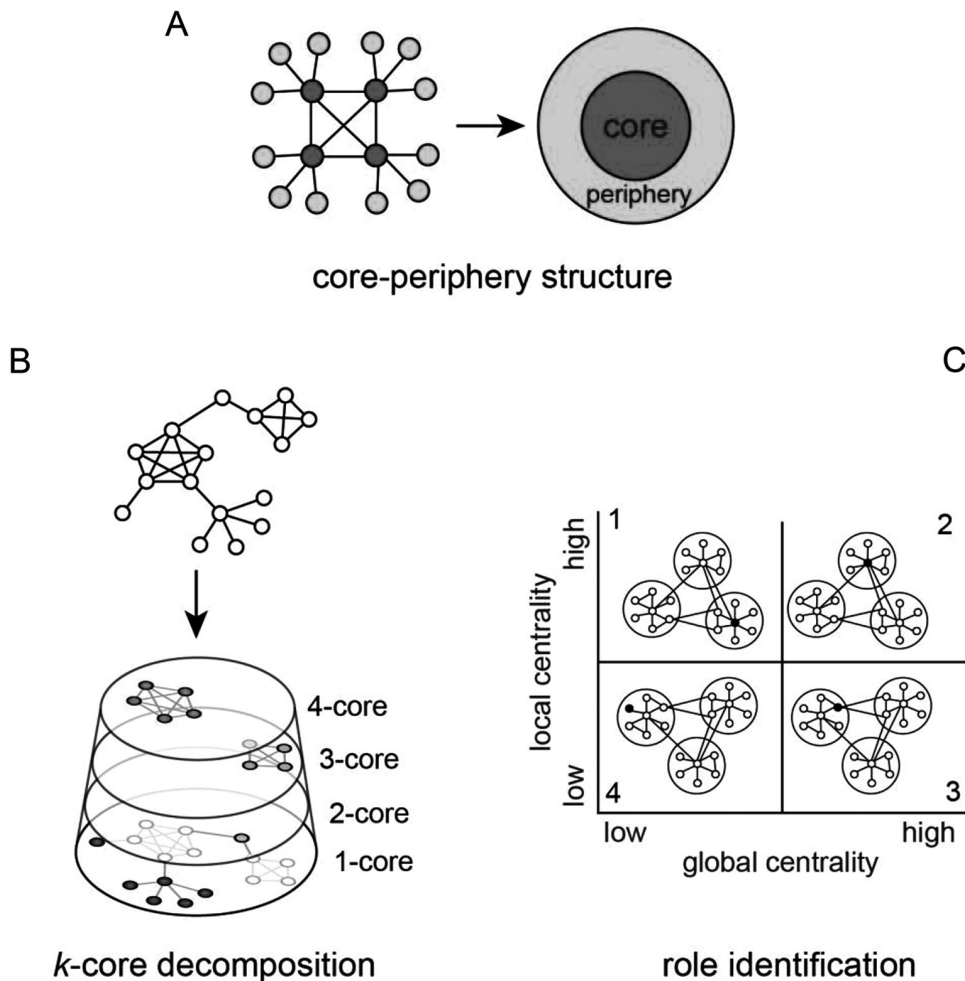 A
core
periphery
core-periphery structure
B
4-core
3-core
2-core
1-core
k-core decomposition
C
1
2
high
local centrality
low
4
3
low
high
global centrality
role identification